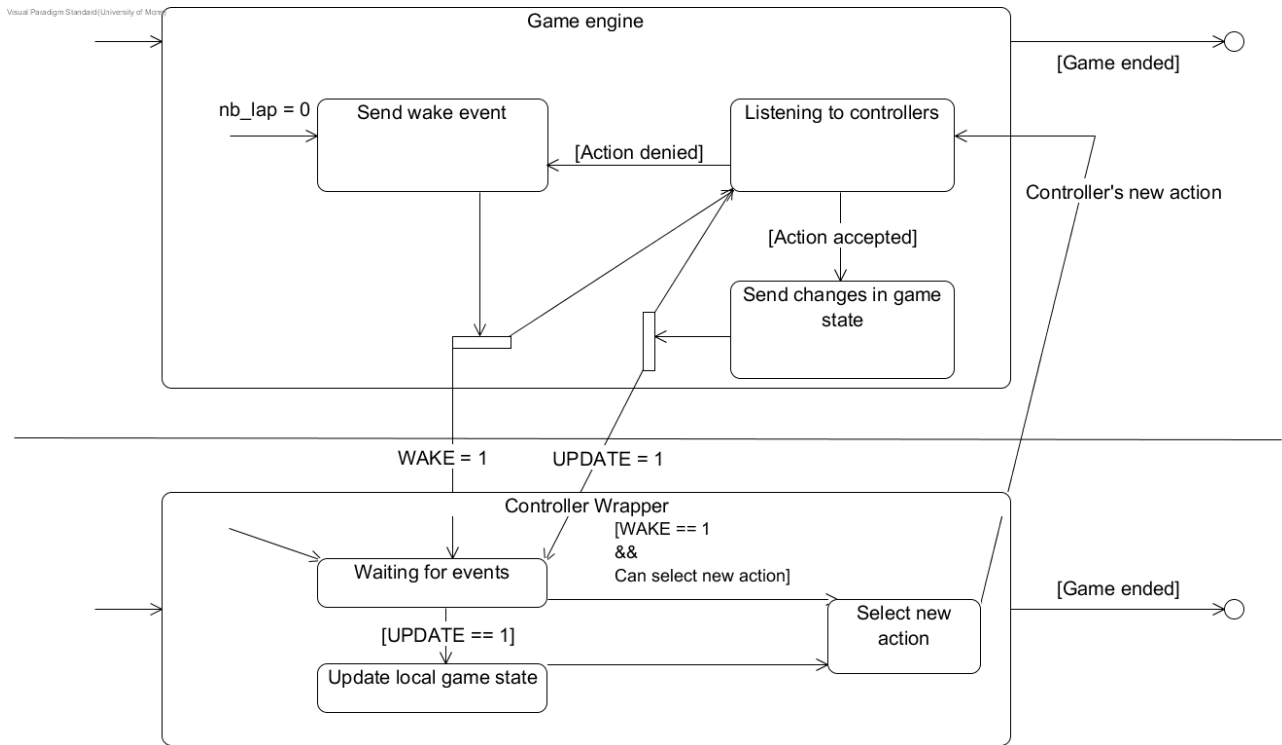 Visual Paradigm Standard(University of Mons)
Game engine
[Game ended]
nb_lap = 0
Send wake event
Listening to controllers
[Action denied]
Controller's new action
[Action accepted]
Send changes in game
state
WAKE = 1
UPDATE = 1
Controller Wrapper
[WAKE == 1
&&
Can select new action]
Waiting for events
[Game ended]
Select new
action
[UPDATE == 1]
Update local game state